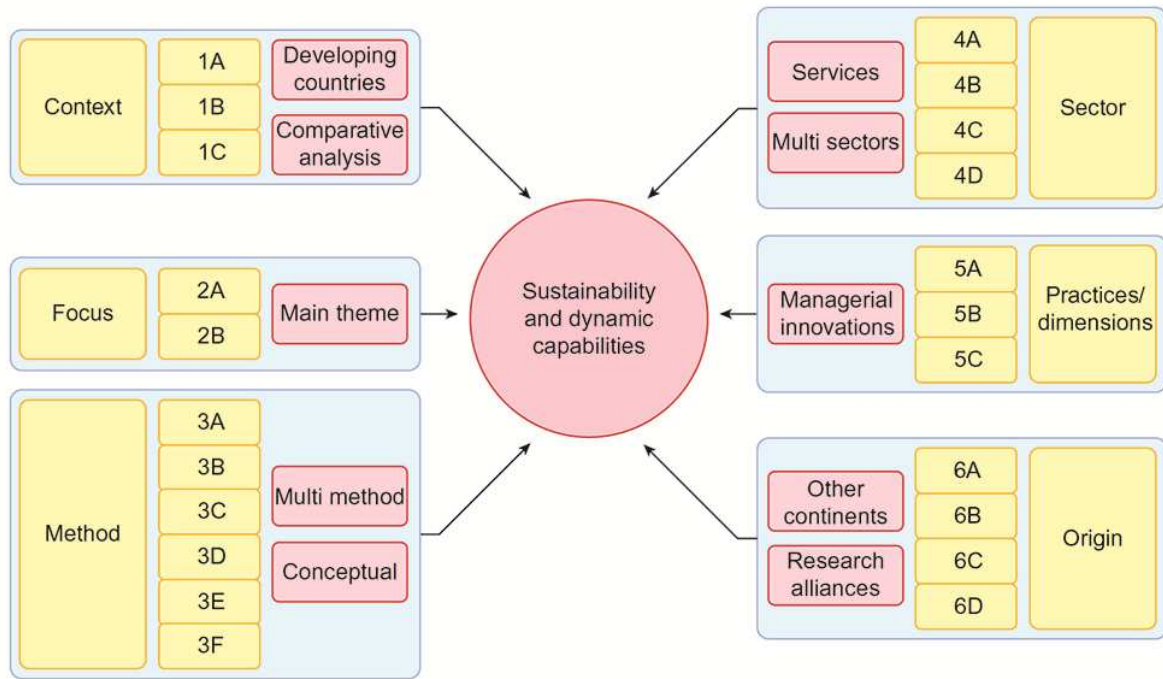 Context
1A
1B
1C
Developing
countries
Comparative
analysis
Focus
2A
2B
Main theme
Method
3A
3B
3C
3D
3E
3F
Multi method
Conceptual
Sustainability
and dynamic
capabilities
Services
Multi sectors
4A
4B
4C
4D
Sector
Managerial
innovations
5A
5B
5C
Practices/
dimensions
Other
continents
Research
alliances
6A
6B
6C
6D
Origin